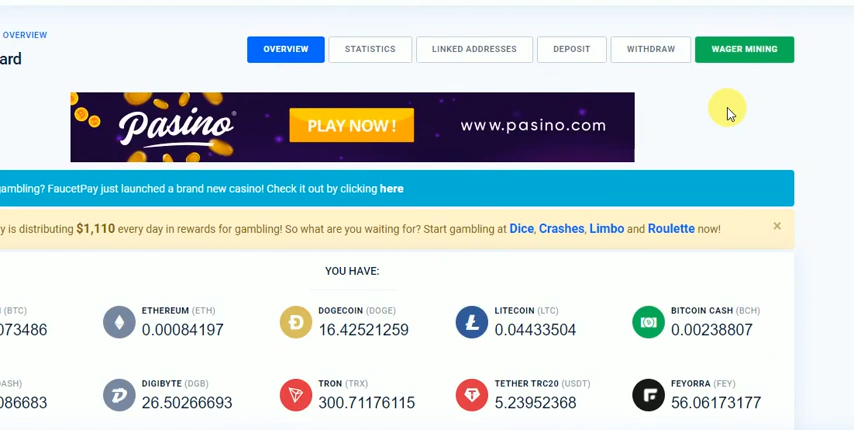 OVERVIEW
ard
OVERVIEW
STATISTICS
LINKED ADDRESSES
DEPOSIT
WITHDRAW
WAGER MINING
Pasino®
PLAY NOW !
www.pasino.com
gambling? FaucetPay just launched a brand new casino! Check it out by clicking here
y is distributing $1,110 every day in rewards for gambling! So what are you waiting for? Start gambling at Dice, Crashes, Limbo and Roulette now!
×
YOU HAVE:
(BTC)
073486
ETHEREUM (ETH)
0.00084197
DOGECOIN (DOGE)
16.42521259
LITECOIN (LTC)
0.04433504
BITCOIN CASH (BCH)
0.00238807
ASH)
086683
DIGIBYTE (DGB)
26.50266693
TRON (TRX)
300.71176115
TETHER TRC20 (USDT)
5.23952368
FEYORRA (FEY)
56.06173177